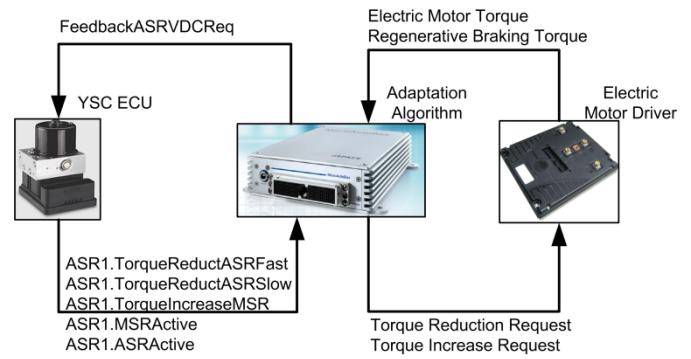 FeedbackASRVDCReq
Electric Motor Torque
Regenerative Braking Torque
YSC ECU
Adaptation
Algorithm
Electric
Motor Driver
ASR1.TorqueReductASRFast
ASR1.TorqueReductASRSlow
ASR1.TorqueIncreaseMSR
ASR1.MSRActive
ASR1.ASRActive
Torque Reduction Request
Torque Increase Request